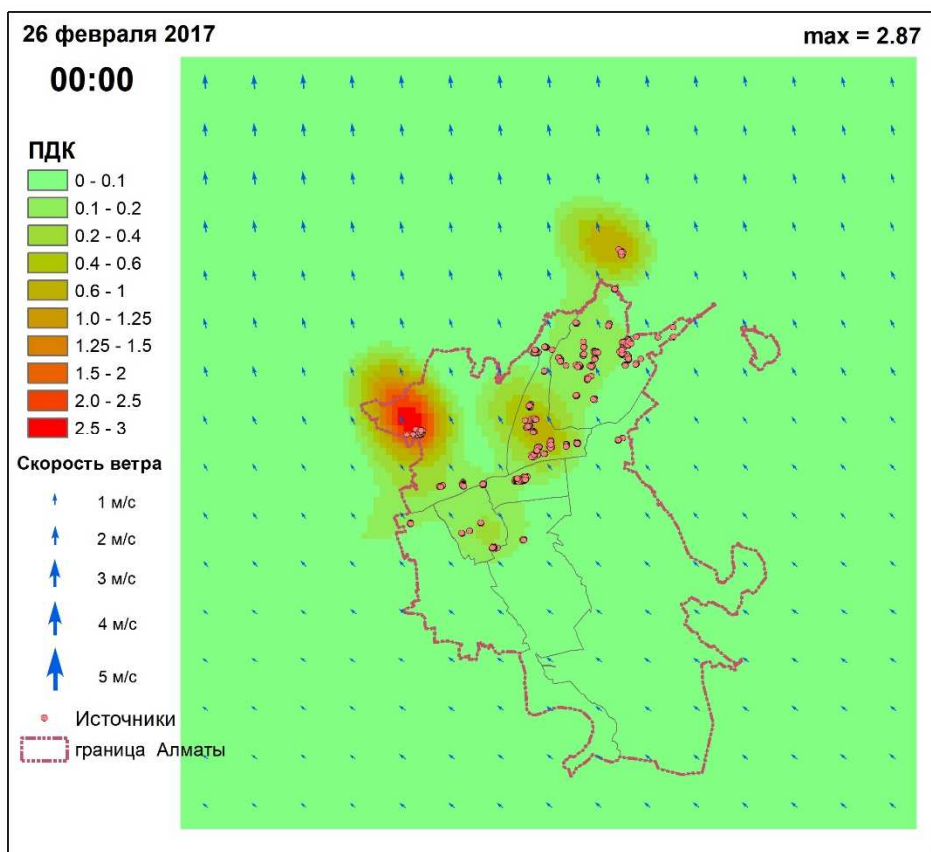 26 февраля 2017
max = 2.87
00:00
ПДК
0 - 0.1
0.1 - 0.2
0.2 - 0.4
0.4 - 0.6
0.6 - 1
1.0 - 1.25
1.25 - 1.5
1.5 - 2
2.0 - 2.5
2.5 - 3
Скорость ветра
1 м/с
2 м/с
3 м/с
4 м/с
5 м/с
Источники
граница Алматы